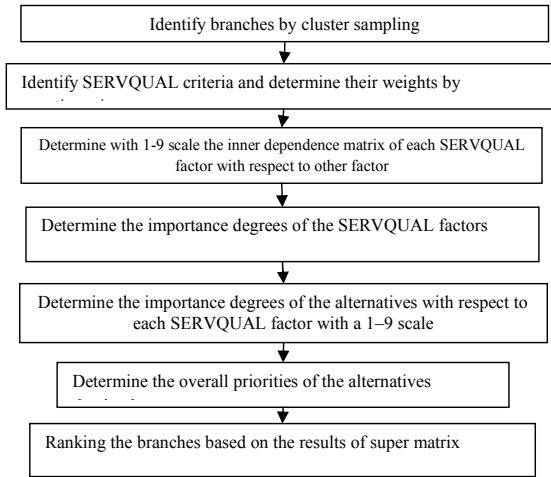 Identify branches by cluster sampling
Identify SERVQUAL criteria and determine their weights by
Determine with 1-9 scale the inner dependence matrix of each SERVQUAL
factor with respect to other factor
Determine the importance degrees of the SERVQUAL factors
Determine the importance degrees of the alternatives with respect to
each SERVQUAL factor with a 1–9 scale
Determine the overall priorities of the alternatives
Ranking the branches based on the results of super matrix